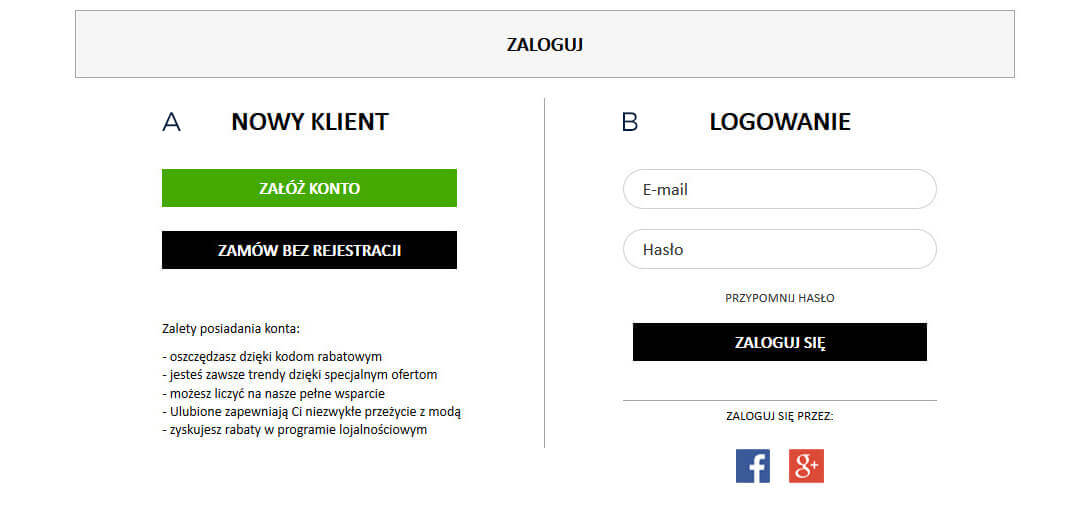 ZALOGUJ
A NOWY KLIENT
ZAŁÓŻ KONTO
ZAMÓW BEZ REJESTRACJI
Zalety posiadania konta:
- oszczędzasz dzięki kodom rabatowym
- jesteś zawsze trendy dzięki specjalnym ofertom
- możesz liczyć na nasze pełne wsparcie
- Ulubione zapewniają Ci niezwykłe przeżycie z modą
- zyskujesz rabaty w programie lojalnościowym
B LOGOWANIE
E-mail
Hasło
PRZYPOMNIJ HASŁO
ZALOGUJ SIĘ
ZALOGUJ SIĘ PRZEZ:
f g+